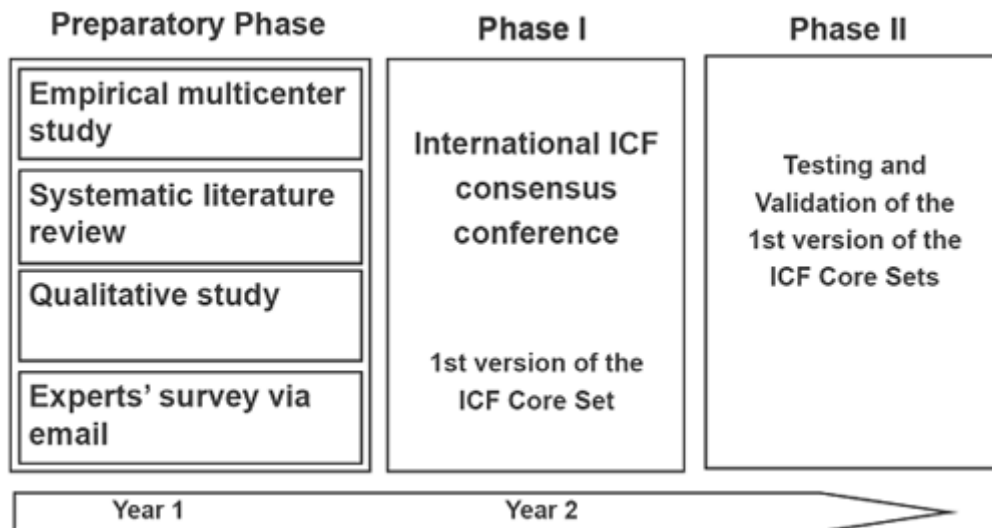 Preparatory Phase
Empirical multicenter
study
Systematic literature
review
Qualitative study
Experts’ survey via
email
Phase I
International ICF
consensus
conference
1st version of the
ICF Core Set
Phase II
Testing and
Validation of the
1st version of the
ICF Core Sets
Year 1
Year 2